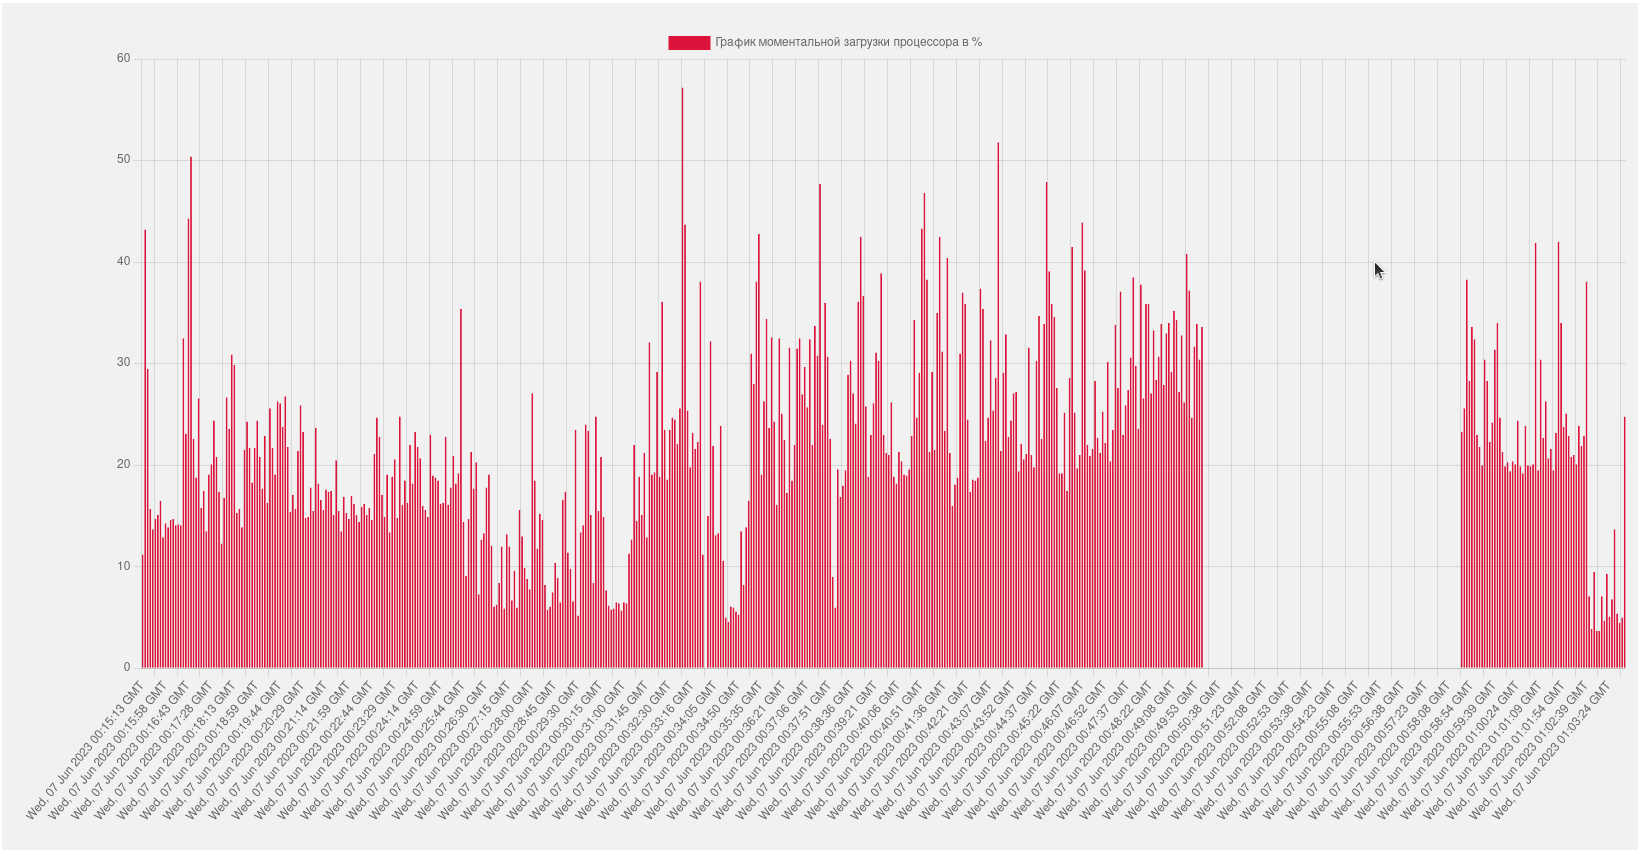 График моментальной загрузки процессора в %
60
50
40
30
20
10
0
Wed, 07 Jun 2023 00:15:13 GMT
Wed, 07 Jun 2023 00:15:58 GMT
Wed, 07 Jun 2023 00:16:43 GMT
Wed, 07 Jun 2023 00:17:28 GMT
Wed, 07 Jun 2023 00:18:13 GMT
Wed, 07 Jun 2023 00:18:59 GMT
Wed, 07 Jun 2023 00:19:44 GMT
Wed, 07 Jun 2023 00:20:29 GMT
Wed, 07 Jun 2023 00:21:14 GMT
Wed, 07 Jun 2023 00:21:59 GMT
Wed, 07 Jun 2023 00:22:44 GMT
Wed, 07 Jun 2023 00:23:29 GMT
Wed, 07 Jun 2023 00:24:14 GMT
Wed, 07 Jun 2023 00:24:59 GMT
Wed, 07 Jun 2023 00:25:44 GMT
Wed, 07 Jun 2023 00:26:30 GMT
Wed, 07 Jun 2023 00:27:15 GMT
Wed, 07 Jun 2023 00:28:00 GMT
Wed, 07 Jun 2023 00:28:45 GMT
Wed, 07 Jun 2023 00:29:30 GMT
Wed, 07 Jun 2023 00:30:15 GMT
Wed, 07 Jun 2023 00:31:00 GMT
Wed, 07 Jun 2023 00:31:45 GMT
Wed, 07 Jun 2023 00:32:30 GMT
Wed, 07 Jun 2023 00:33:16 GMT
Wed, 07 Jun 2023 00:34:05 GMT
Wed, 07 Jun 2023 00:34:50 GMT
Wed, 07 Jun 2023 00:35:35 GMT
Wed, 07 Jun 2023 00:36:21 GMT
Wed, 07 Jun 2023 00:37:06 GMT
Wed, 07 Jun 2023 00:37:51 GMT
Wed, 07 Jun 2023 00:38:36 GMT
Wed, 07 Jun 2023 00:39:21 GMT
Wed, 07 Jun 2023 00:40:06 GMT
Wed, 07 Jun 2023 00:40:51 GMT
Wed, 07 Jun 2023 00:41:36 GMT
Wed, 07 Jun 2023 00:42:21 GMT
Wed, 07 Jun 2023 00:43:07 GMT
Wed, 07 Jun 2023 00:43:52 GMT
Wed, 07 Jun 2023 00:44:37 GMT
Wed, 07 Jun 2023 00:45:22 GMT
Wed, 07 Jun 2023 00:46:07 GMT
Wed, 07 Jun 2023 00:46:52 GMT
Wed, 07 Jun 2023 00:47:37 GMT
Wed, 07 Jun 2023 00:48:22 GMT
Wed, 07 Jun 2023 00:49:08 GMT
Wed, 07 Jun 2023 00:49:53 GMT
Wed, 07 Jun 2023 00:50:38 GMT
Wed, 07 Jun 2023 00:51:23 GMT
Wed, 07 Jun 2023 00:52:08 GMT
Wed, 07 Jun 2023 00:52:53 GMT
Wed, 07 Jun 2023 00:53:38 GMT
Wed, 07 Jun 2023 00:54:23 GMT
Wed, 07 Jun 2023 00:55:08 GMT
Wed, 07 Jun 2023 00:55:53 GMT
Wed, 07 Jun 2023 00:56:38 GMT
Wed, 07 Jun 2023 00:57:23 GMT
Wed, 07 Jun 2023 00:58:08 GMT
Wed, 07 Jun 2023 00:58:54 GMT
Wed, 07 Jun 2023 00:59:39 GMT
Wed, 07 Jun 2023 01:00:24 GMT
Wed, 07 Jun 2023 01:01:09 GMT
Wed, 07 Jun 2023 01:01:54 GMT
Wed, 07 Jun 2023 01:02:39 GMT
Wed, 07 Jun 2023 01:03:24 GMT